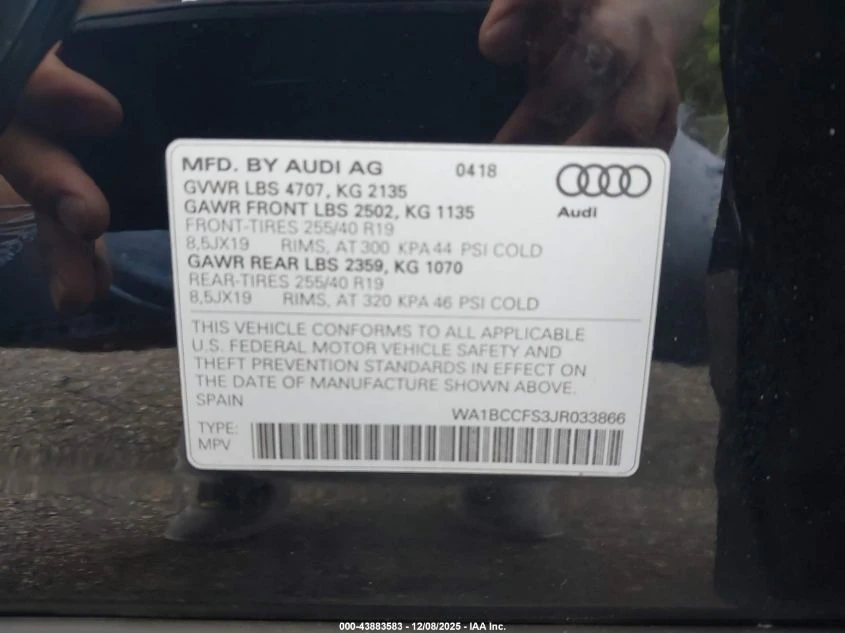 MFD. BY AUDI AG 0418
GVWR LBS 4707, KG 2135
GAWR FRONT LBS 2502, KG 1135
Audi
FRONT-TIRES 255/40 R19
8,5JX19 RIMS, AT 300 KPA 44 PSI COLD
GAWR REAR LBS 2359, KG 1070
REAR-TIRES 255/40 R19
8,5JX19 RIMS, AT 320 KPA 46 PSI COLD
THIS VEHICLE CONFORMS TO ALL APPLICABLE
U.S. FEDERAL MOTOR VEHICLE SAFETY AND
THEFT PREVENTION STANDARDS IN EFFECT ON
THE DATE OF MANUFACTURE SHOWN ABOVE.
SPAIN WA1BCCFS3JR033866
TYPE:
MPV
000-43883583 - 12/08/2025 - IAA Inc.